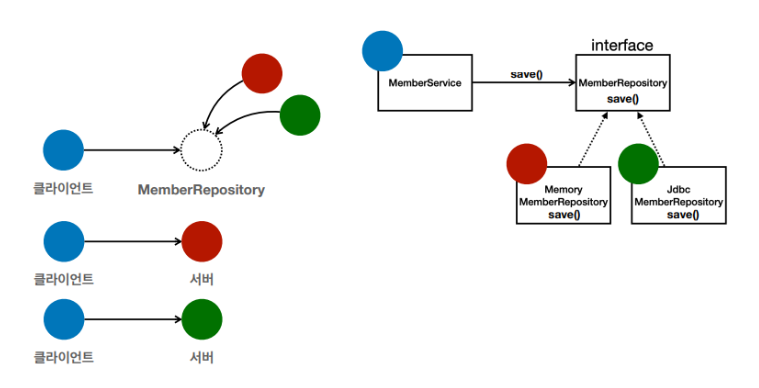 클라이언트
MemberRepository
클라이언트
서버
클라이언트
서버
interface
MemberService
save()
MemberRepository
save()
Memory
MemberRepository
save()
Jdbc
MemberRepository
save()